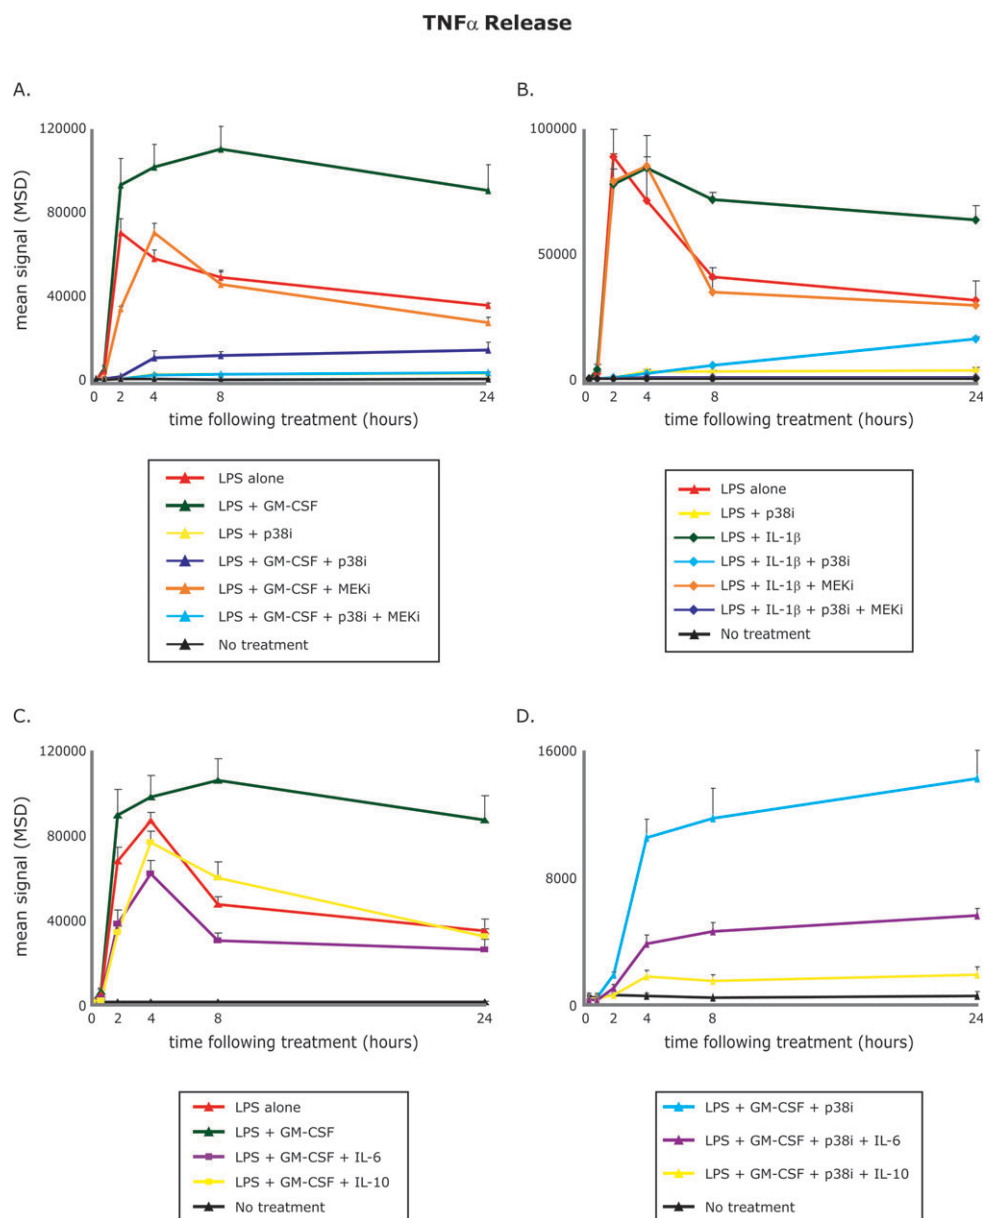 TNFα Release
A.
120000
80000
40000
0
mean signal (MSD)
0 2 4 8 24
time following treatment (hours)
LPS alone
LPS + GM-CSF
LPS + p38i
LPS + GM-CSF + p38i
LPS + GM-CSF + MEKi
LPS + GM-CSF + p38i + MEKi
No treatment
B.
100000
50000
0
0 2 4 8 24
time following treatment (hours)
LPS alone
LPS + p38i
LPS + IL-1β
LPS + IL-1β + p38i
LPS + IL-1β + MEKi
LPS + IL-1β + p38i + MEKi
No treatment
C.
120000
80000
40000
0
mean signal (MSD)
0 2 4 8 24
time following treatment (hours)
LPS alone
LPS + GM-CSF
LPS + GM-CSF + IL-6
LPS + GM-CSF + IL-10
No treatment
D.
16000
8000
0
0 2 4 8 24
time following treatment (hours)
LPS + GM-CSF + p38i
LPS + GM-CSF + p38i + IL-6
LPS + GM-CSF + p38i + IL-10
No treatment